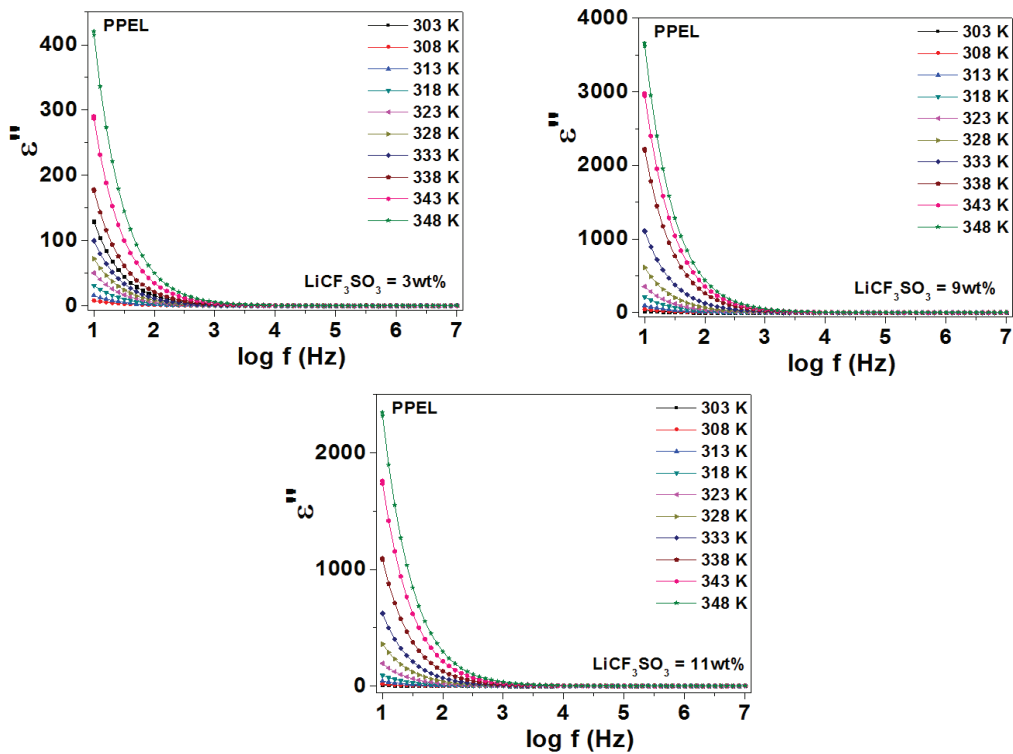 PPEL
400
300
200
100
0
ε"
1 2 3 4 5 6 7
log f (Hz)
303 K
308 K
313 K
318 K
323 K
328 K
333 K
338 K
343 K
348 K
LiCF₃SO₃ = 3wt%
PPEL
4000
3000
2000
1000
0
ε"
1 2 3 4 5 6 7
log f (Hz)
303 K
308 K
313 K
318 K
323 K
328 K
333 K
338 K
343 K
348 K
LiCF₃SO₃ = 9wt%
PPEL
2000
1000
0
ε"
1 2 3 4 5 6 7
log f (Hz)
303 K
308 K
313 K
318 K
323 K
328 K
333 K
338 K
343 K
348 K
LiCF₃SO₃ = 11wt%